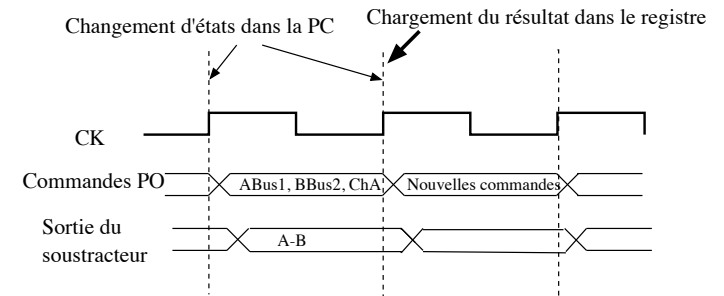 Changement d'états dans la PC
Chargement du résultat dans le registre
CK
Commandes PO
ABus1, BBus2, ChA
Nouvelles commandes
Sortie du
soustracteur
A-B